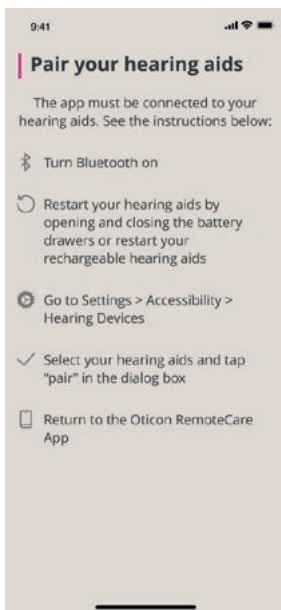 9:41
Pair your hearing aids
The app must be connected to your
hearing aids. See the instructions below:
Turn Bluetooth on
Restart your hearing aids by
opening and closing the battery
drawers or restart your
rechargeable hearing aids
Go to Settings > Accessibility >
Hearing Devices
Select your hearing aids and tap
"pair" in the dialog box
Return to the Oticon RemoteCare
App